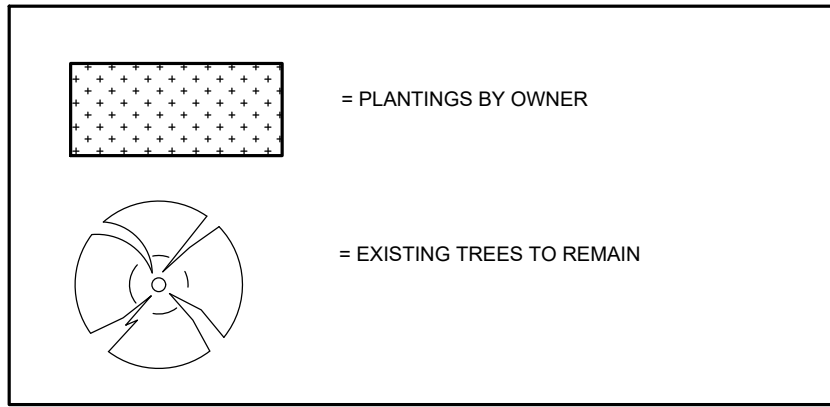 = PLANTINGS BY OWNER
= EXISTING TREES TO REMAIN